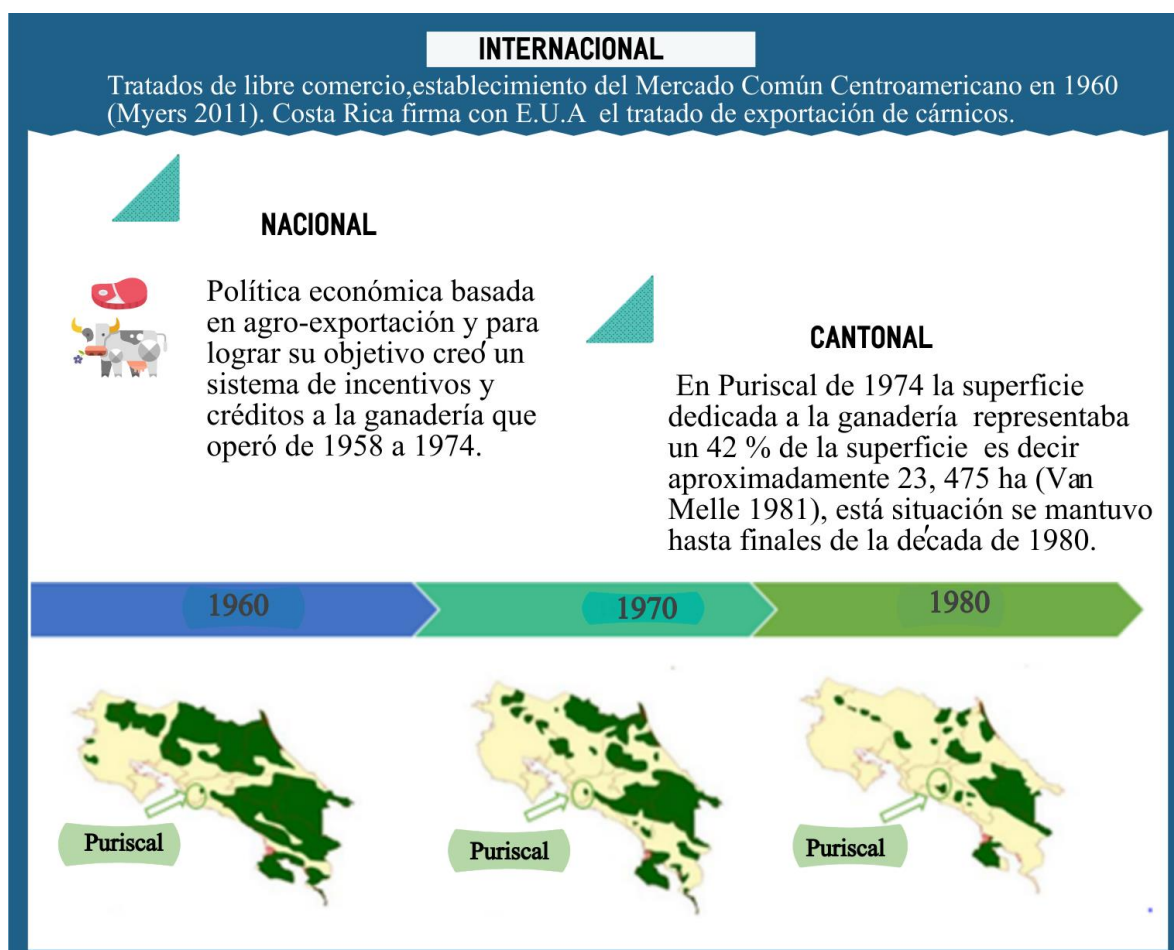 INTERNACIONAL
Tratados de libre comercio,establecimiento del Mercado Común Centroamericano en 1960
(Myers 2011). Costa Rica firma con E.U.A el tratado de exportación de cárnicos.
NACIONAL
Política económica basada
en agro-exportación y para
lograr su objetivo creó un
sistema de incentivos y
créditos a la ganadería que
operó de 1958 a 1974.
CANTONAL
En Puriscal de 1974 la superficie
dedicada a la ganadería representaba
un 42 % de la superficie es decir
aproximadamente 23, 475 ha (Van
Melle 1981), está situación se mantuvo
hasta finales de la década de 1980.
1960
1970
1980
Puriscal
Puriscal
Puriscal